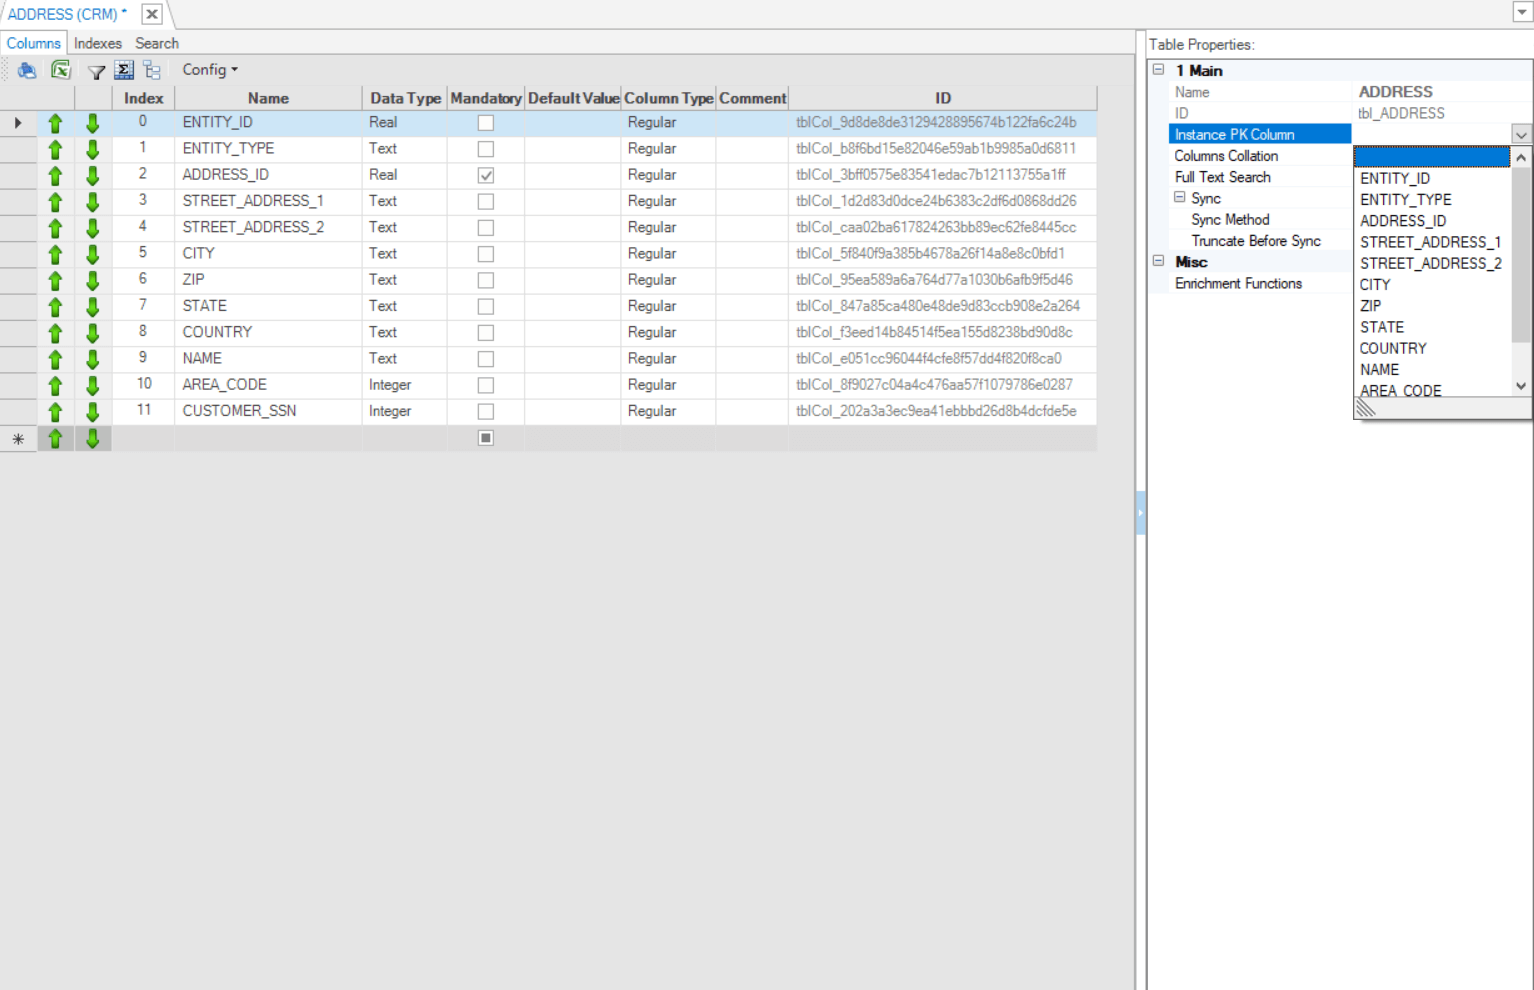 ADDRESS (CRM) *
Columns Indexes Search
Config
Index Name Data Type Mandatory Default Value Column Type Comment ID
0 ENTITY_ID Real Regular tblCol_9d8de8de3129428895674b122fa6c24b
1 ENTITY_TYPE Text Regular tblCol_b8f6bd15e82046e59ab1b9985a0d6811
2 ADDRESS_ID Real Regular tblCol_3bff0575e83541edac7b12113755a1ff
3 STREET_ADDRESS_1 Text Regular tblCol_1d2d83d0dce24b6383c2df6d0868dd26
4 STREET_ADDRESS_2 Text Regular tblCol_caa02ba617824263bb89ec62fe8445cc
5 CITY Text Regular tblCol_5f840f9a385b4678a26f14a8e8c0bfd1
6 ZIP Text Regular tblCol_95ea589a6a764d77a1030b6afb9f5d46
7 STATE Text Regular tblCol_847a85ca480e48de9d83ccb908e2a264
8 COUNTRY Text Regular tblCol_f3eed14b84514f5ea155d8238bd90d8c
9 NAME Text Regular tblCol_e051cc96044f4cfe8f57dd4f820f8ca0
10 AREA_CODE Integer Regular tblCol_8f9027c04a4c476aa57f1079786e0287
11 CUSTOMER_SSN Integer Regular tblCol_202a3a3ec9ea41ebbbd26d8b4dcfde5e
Table Properties:
1 Main
Name ADDRESS
ID tbl_ADDRESS
Instance PK Column
Columns Collation
Full Text Search
Sync
Sync Method
Truncate Before Sync
Misc
Enrichment Functions
ENTITY_ID
ENTITY_TYPE
ADDRESS_ID
STREET_ADDRESS_1
STREET_ADDRESS_2
CITY
ZIP
STATE
COUNTRY
NAME
AREA_CODE